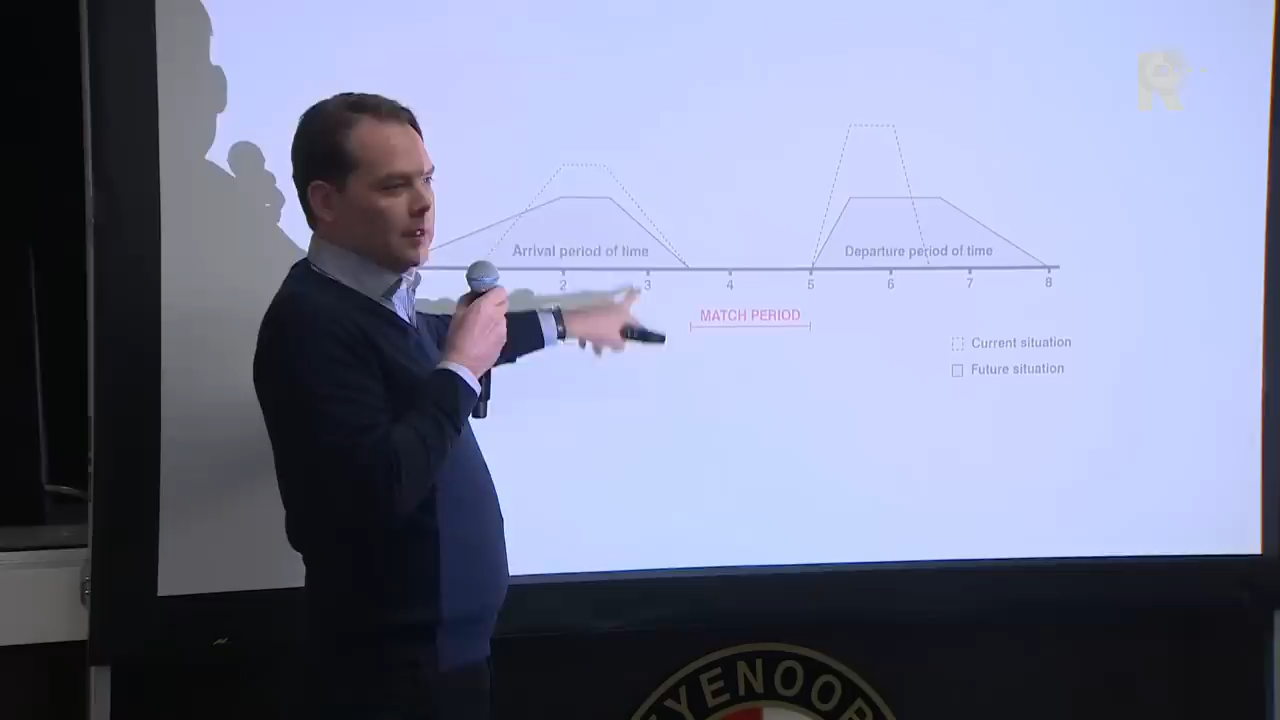 R
Arrival period of time
Departure period of time
2 3 4 5 6 7 8
MATCH PERIOD
Current situation
Future situation
EYENOOR